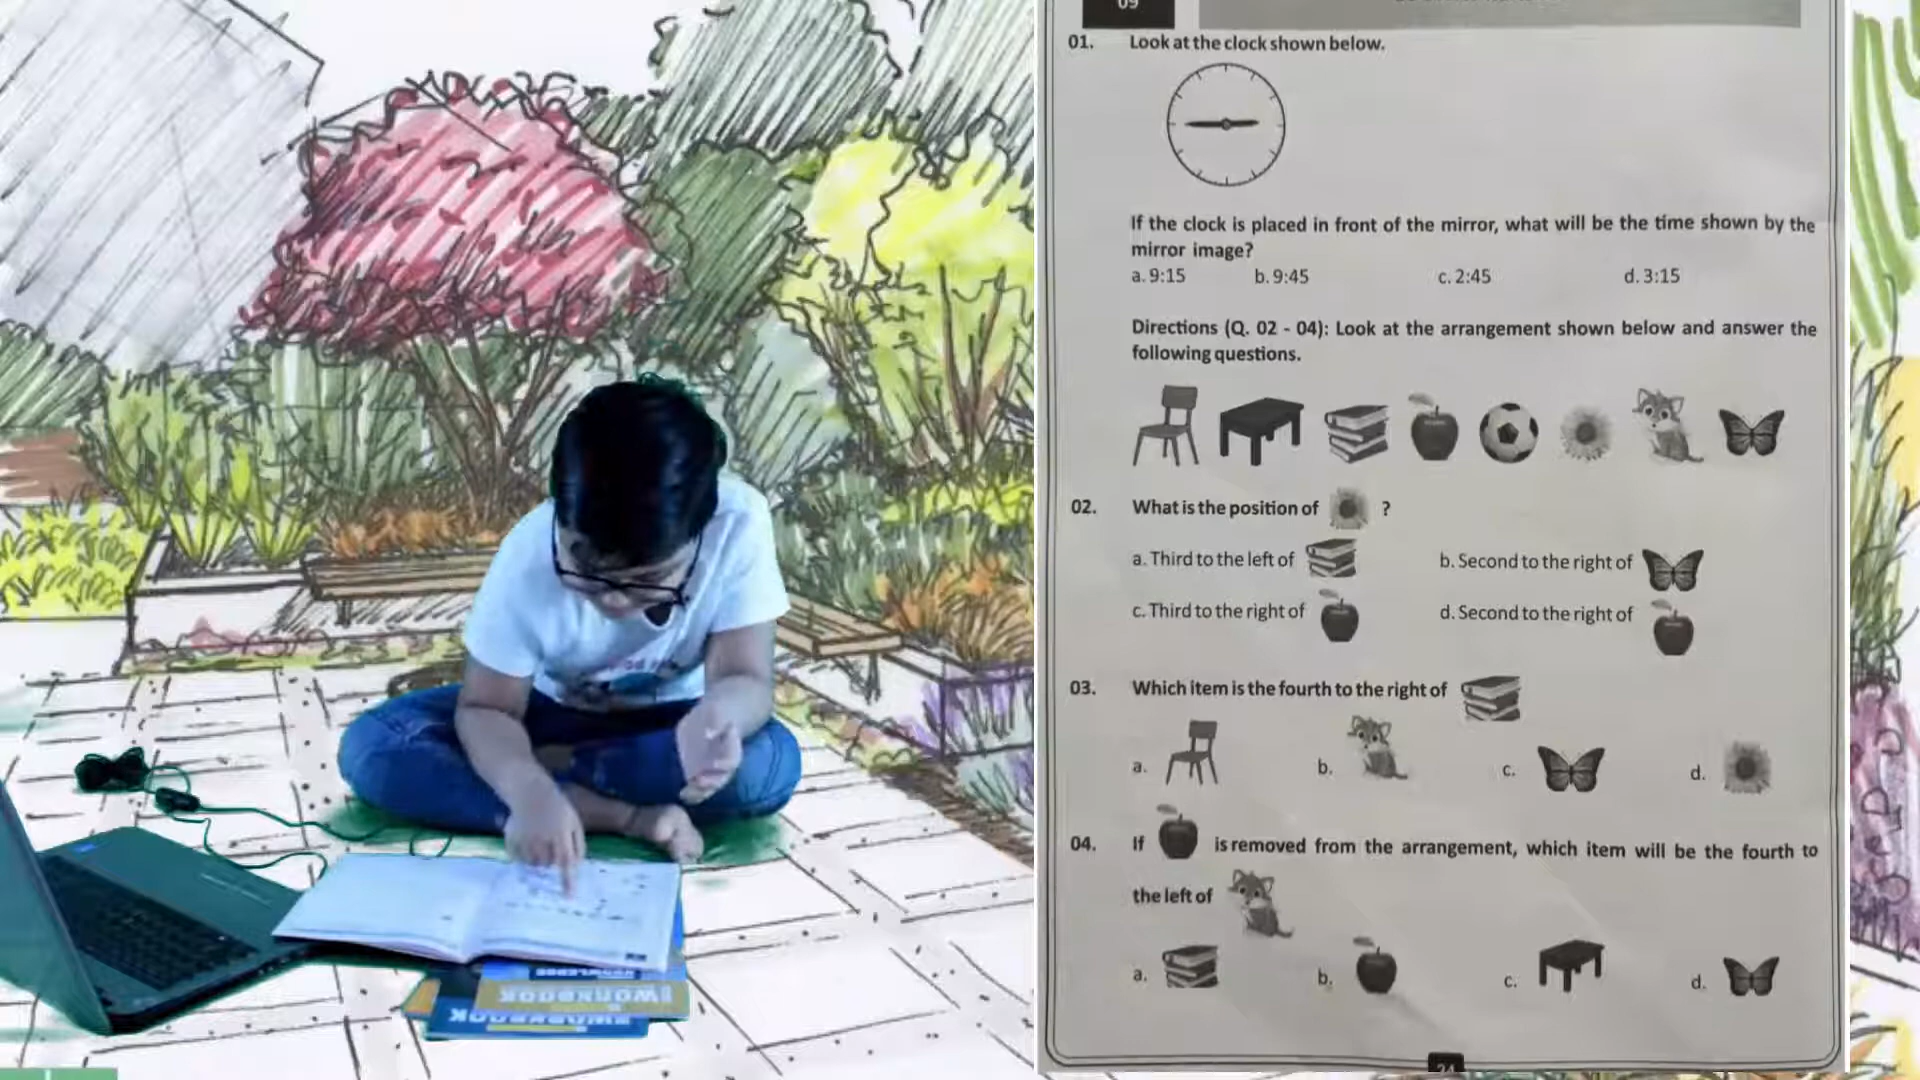 09
01. Look at the clock shown below.
If the clock is placed in front of the mirror, what will be the time shown by the
mirror image?
a. 9:15 b. 9:45 c. 2:45 d. 3:15
Directions (Q. 02 - 04): Look at the arrangement shown below and answer the
following questions.
02. What is the position of ?
a. Third to the left of b. Second to the right of
c. Third to the right of d. Second to the right of
03. Which item is the fourth to the right of
a. b. c. d.
04. If is removed from the arrangement, which item will be the fourth to
the left of
a. b. c. d.
WORKBOOK
WORKBOOK